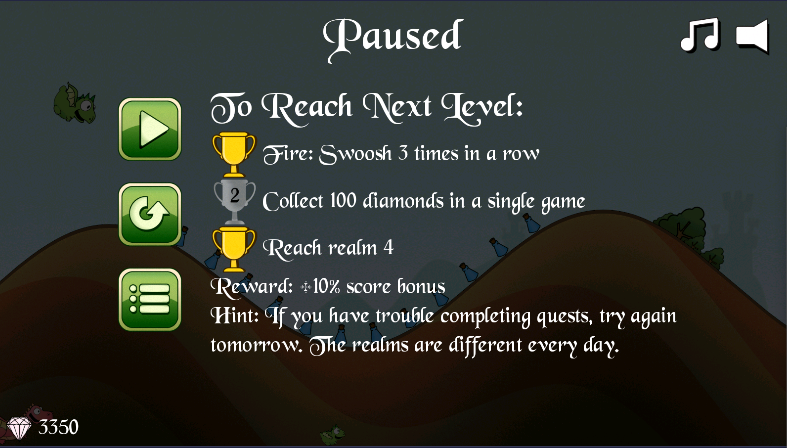 Paused
To Reach Next Level:
Fire: Swoosh 3 times in a row
2
Collect 100 diamonds in a single game
Reach realm 4
Reward: +10% score bonus
Hint: If you have trouble completing quests, try again
tomorrow. The realms are different every day.
3350